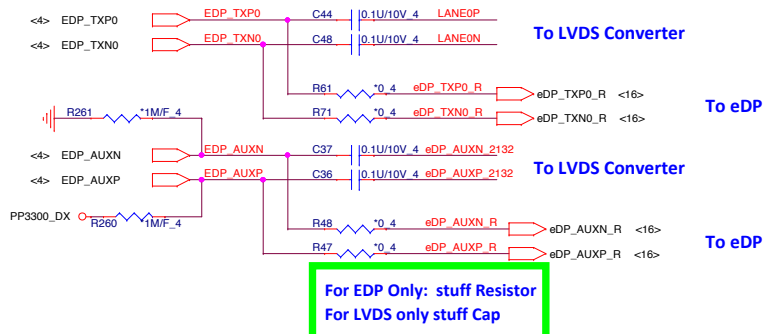 <4> EDP_TXP0 EDP_TXP0 C44 0.1U/10V_4 LANE0P
<4> EDP_TXN0 EDP_TXN0 C48 0.1U/10V_4 LANE0N
To LVDS Converter
R61 *0_4 eDP_TXP0_R eDP_TXP0_R <16>
R71 *0_4 eDP_TXN0_R eDP_TXN0_R <16>
To eDP
R261 *1M/F_4
<4> EDP_AUXN EDP_AUXN C37 0.1U/10V_4 eDP_AUXN_2132
<4> EDP_AUXP EDP_AUXP C36 0.1U/10V_4 eDP_AUXP_2132
To LVDS Converter
PP3300_DX R260 *1M/F_4
R48 *0_4 eDP_AUXN_R eDP_AUXN_R <16>
R47 *0_4 eDP_AUXP_R eDP_AUXP_R <16>
To eDP
For EDP Only: stuff Resistor
For LVDS only stuff Cap